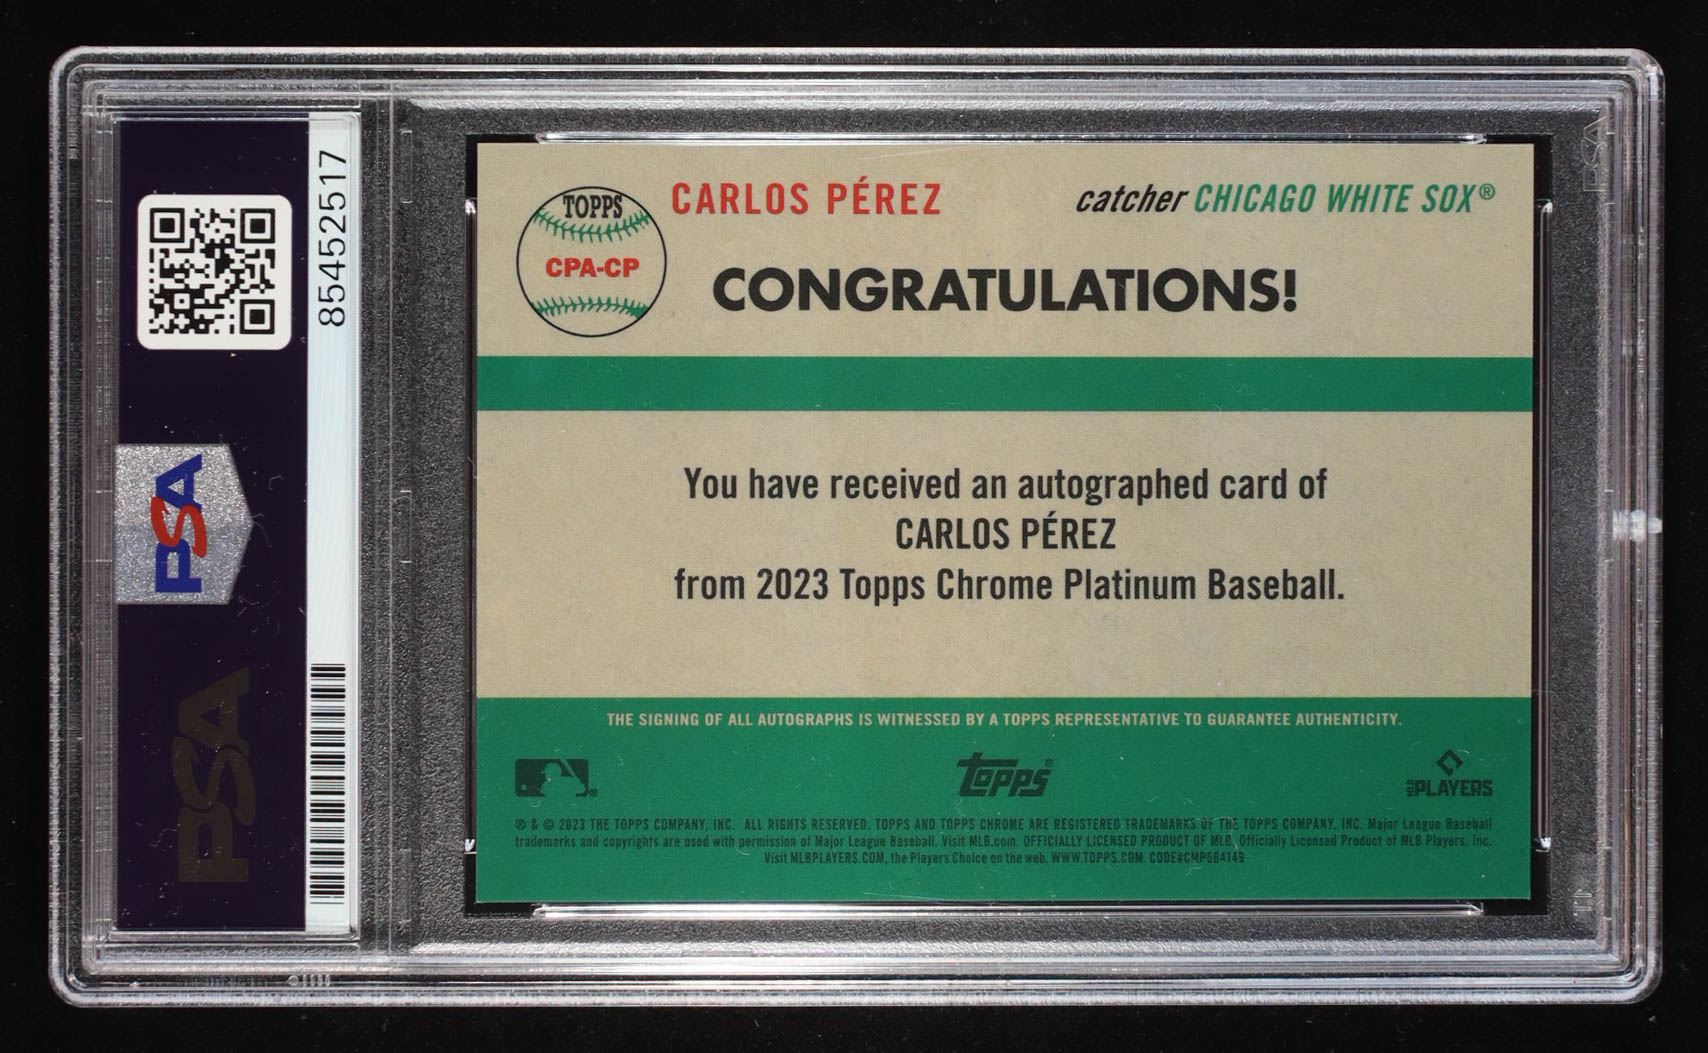 85452517
PSA
PSA
TOPPS
CPA-CP
CARLOS PÉREZ
catcher CHICAGO WHITE SOX®
CONGRATULATIONS!
You have received an autographed card of
CARLOS PÉREZ
from 2023 Topps Chrome Platinum Baseball.
THE SIGNING OF ALL AUTOGRAPHS IS WITNESSED BY A TOPPS REPRESENTATIVE TO GUARANTEE AUTHENTICITY.
topps®
MLB PLAYERS
® & © 2023 THE TOPPS COMPANY, INC. ALL RIGHTS RESERVED. TOPPS AND TOPPS CHROME ARE REGISTERED TRADEMARKS OF THE TOPPS COMPANY, INC. Major League Baseball
trademarks and copyrights are used with permission of Major League Baseball. Visit MLB.com. OFFICIALLY LICENSED PRODUCT OF MLB. Officially Licensed Product of MLB Players, Inc.
Visit MLBPLAYERS.COM, the Players Choice on the web. WWW.TOPPS.COM. CODE#CMP084149
PSA